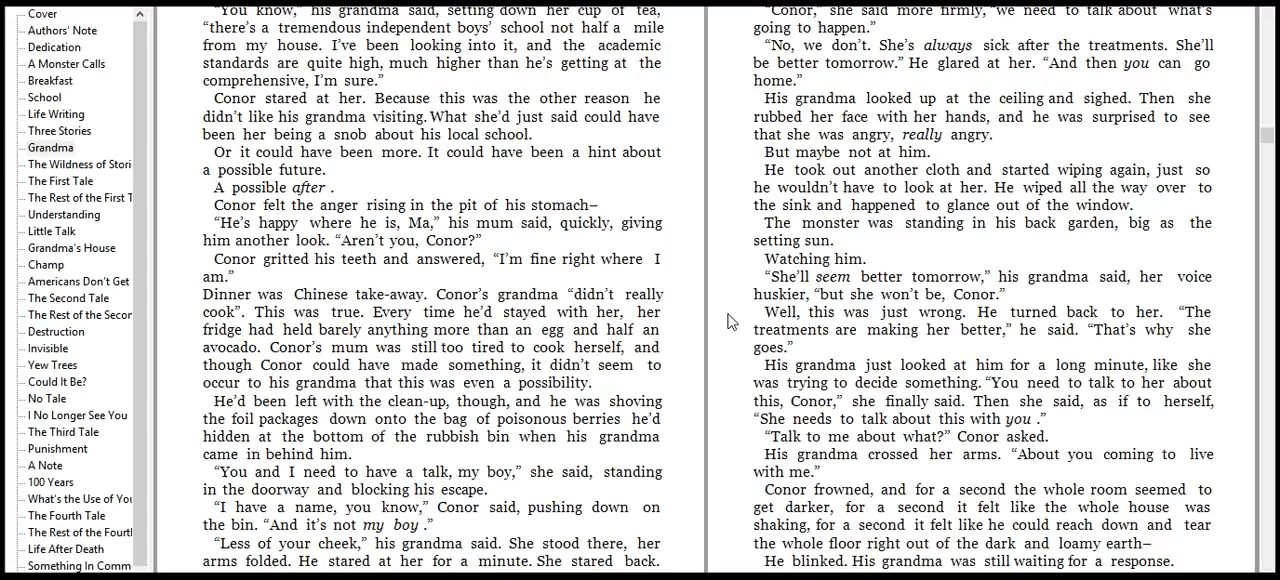 Cover
Authors' Note
Dedication
A Monster Calls
Breakfast
School
Life Writing
Three Stories
Grandma
The Wildness of Stori
The First Tale
The Rest of the First T
Understanding
Little Talk
Grandma's House
Champ
Americans Don't Get
The Second Tale
The Rest of the Secor
Destruction
Invisible
Yew Trees
Could It Be?
No Tale
I No Longer See You
The Third Tale
Punishment
A Note
100 Years
What's the Use of You
The Fourth Tale
The Rest of the Fourtl
Life After Death
Something In Comm
“You know,” his grandma said, setting down her cup of tea,
“there's a tremendous independent boys' school not half a mile
from my house. I've been looking into it, and the academic
standards are quite high, much higher than he's getting at the
comprehensive, I'm sure.”
Conor stared at her. Because this was the other reason he
didn't like his grandma visiting. What she'd just said could have
been her being a snob about his local school.
Or it could have been more. It could have been a hint about
a possible future.
A possible after .
Conor felt the anger rising in the pit of his stomach–
“He's happy where he is, Ma,” his mum said, quickly, giving
him another look. “Aren't you, Conor?”
Conor gritted his teeth and answered, “I'm fine right where I
am.”
Dinner was Chinese take-away. Conor's grandma “didn't really
cook”. This was true. Every time he'd stayed with her, her
fridge had held barely anything more than an egg and half an
avocado. Conor's mum was still too tired to cook herself, and
though Conor could have made something, it didn't seem to
occur to his grandma that this was even a possibility.
He'd been left with the clean-up, though, and he was shoving
the foil packages down onto the bag of poisonous berries he'd
hidden at the bottom of the rubbish bin when his grandma
came in behind him.
“You and I need to have a talk, my boy,” she said, standing
in the doorway and blocking his escape.
“I have a name, you know,” Conor said, pushing down on
the bin. “And it's not my boy .”
“Less of your cheek,” his grandma said. She stood there, her
arms folded. He stared at her for a minute. She stared back.
“Conor,” she said more firmly, “we need to talk about what's
going to happen.”
“No, we don't. She's always sick after the treatments. She'll
be better tomorrow.” He glared at her. “And then you can go
home.”
His grandma looked up at the ceiling and sighed. Then she
rubbed her face with her hands, and he was surprised to see
that she was angry, really angry.
But maybe not at him.
He took out another cloth and started wiping again, just so
he wouldn't have to look at her. He wiped all the way over to
the sink and happened to glance out of the window.
The monster was standing in his back garden, big as the
setting sun.
Watching him.
“She'll seem better tomorrow,” his grandma said, her voice
huskier, “but she won't be, Conor.”
Well, this was just wrong. He turned back to her. “The
treatments are making her better,” he said. “That's why she
goes.”
His grandma just looked at him for a long minute, like she
was trying to decide something. “You need to talk to her about
this, Conor,” she finally said. Then she said, as if to herself,
“She needs to talk about this with you .”
“Talk to me about what?” Conor asked.
His grandma crossed her arms. “About you coming to live
with me.”
Conor frowned, and for a second the whole room seemed to
get darker, for a second it felt like the whole house was
shaking, for a second it felt like he could reach down and tear
the whole floor right out of the dark and loamy earth–
He blinked. His grandma was still waiting for a response.